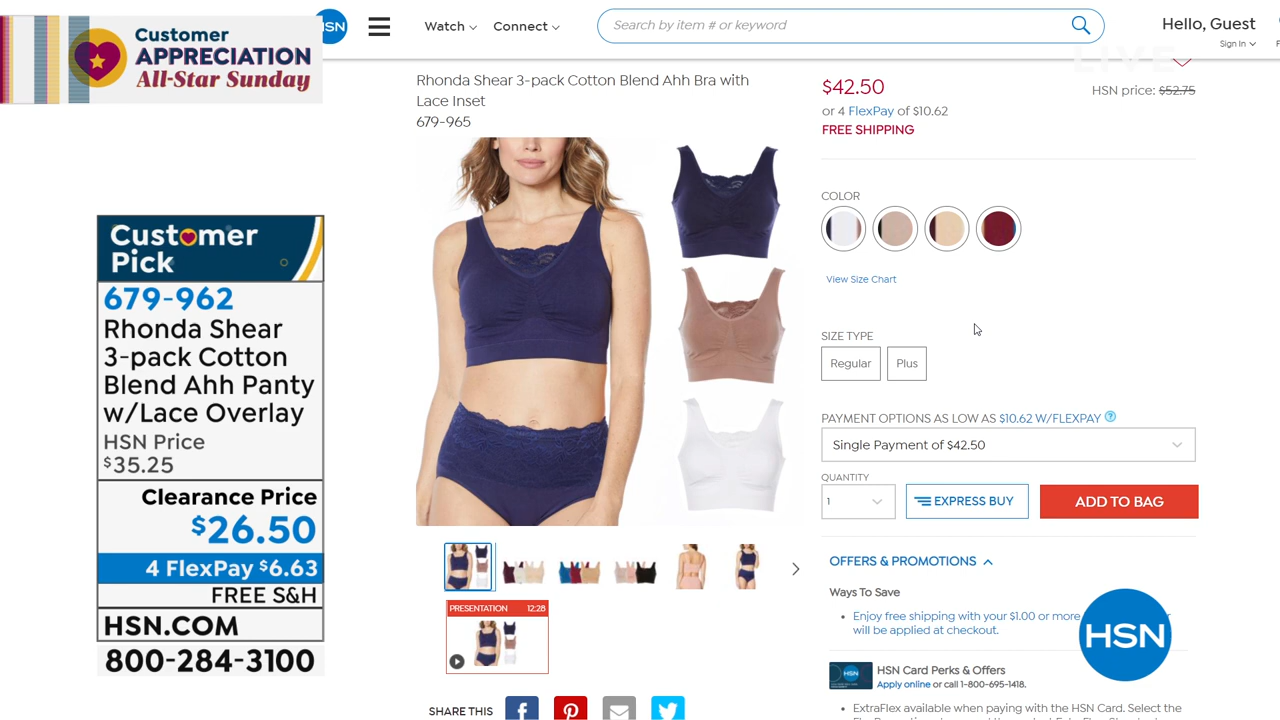 Customer
APPRECIATION
All-Star Sunday
HSN
Watch
Connect
Search by item # or keyword
Hello, Guest
Sign In
LIVE
Rhonda Shear 3-pack Cotton Blend Ahh Bra with
Lace Inset
679-965
$42.50
HSN price: $52.75
or 4 FlexPay of $10.62
FREE SHIPPING
COLOR
View Size Chart
SIZE TYPE
Regular
Plus
PAYMENT OPTIONS AS LOW AS $10.62 W/FLEXPAY ?
Single Payment of $42.50
QUANTITY
1
EXPRESS BUY
ADD TO BAG
OFFERS & PROMOTIONS
Ways To Save
Enjoy free shipping with your $1.00 or more
will be applied at checkout.
HSN
HSN
HSN Card Perks & Offers
Apply online or call 1-800-695-1418.
ExtraFlex available when paying with the HSN Card. Select the
PRESENTATION 12:28
SHARE THIS
Customer
Pick
679-962
Rhonda Shear
3-pack Cotton
Blend Ahh Panty
w/Lace Overlay
HSN Price
$35.25
Clearance Price
$26.50
4 FlexPay $6.63
FREE S&H
HSN.COM
800-284-3100